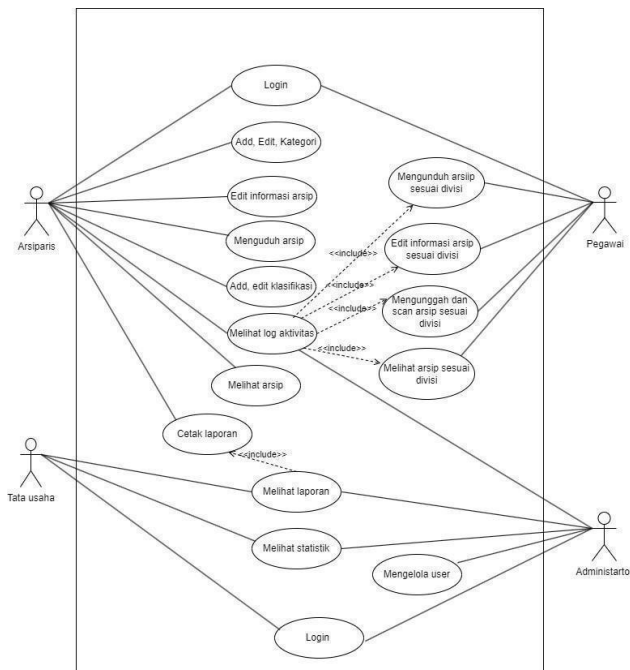 Login
Add, Edit, Kategori
Mengunduh arsiip
sesuai divisi
Edit informasi arsip
Arsiparis
Pegawai
Menguduh arsip
Edit informasi arsip
sesuai divisi
<<include>>
<<include>>
Add, edit klasifikasi
Mengunggah dan
scan arsip sesuai
divisi
<<include>>
Melihat log aktivitas
<<include>>
Melihat arsip sesuai
divisi
Melihat arsip
Cetak laporan
<<include>>
Tata usaha
Melihat laporan
Melihat statistik
Mengelola user
Administarto
Login